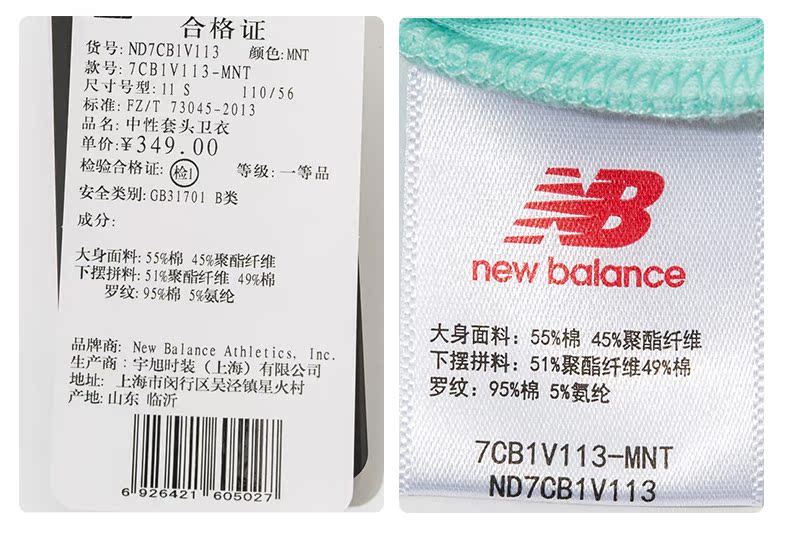 合格证
货号: ND7CB1V113 颜色: MNT
款号: 7CB1V113-MNT
尺寸号型: 11 S 110/56
标准: FZ/T 73045-2013
品名: 中性套头卫衣
单价: ¥349.00
检验合格证: 检1 等级: 一等品
安全类别: GB31701 B类
成分:
大身面料: 55%棉 45%聚酯纤维
下摆拼料: 51%聚酯纤维 49%棉
罗纹: 95%棉 5%氨纶
品牌商: New Balance Athletics, Inc.
生产商: 宇旭时装（上海）有限公司
地址: 上海市闵行区吴泾镇星火村
产地: 山东 临沂
6 926421 605027
NB
new balance
大身面料: 55%棉 45%聚酯纤维
下摆拼料: 51%聚酯纤维49%棉
罗纹: 95%棉 5%氨纶
7CB1V113-MNT
ND7CB1V113